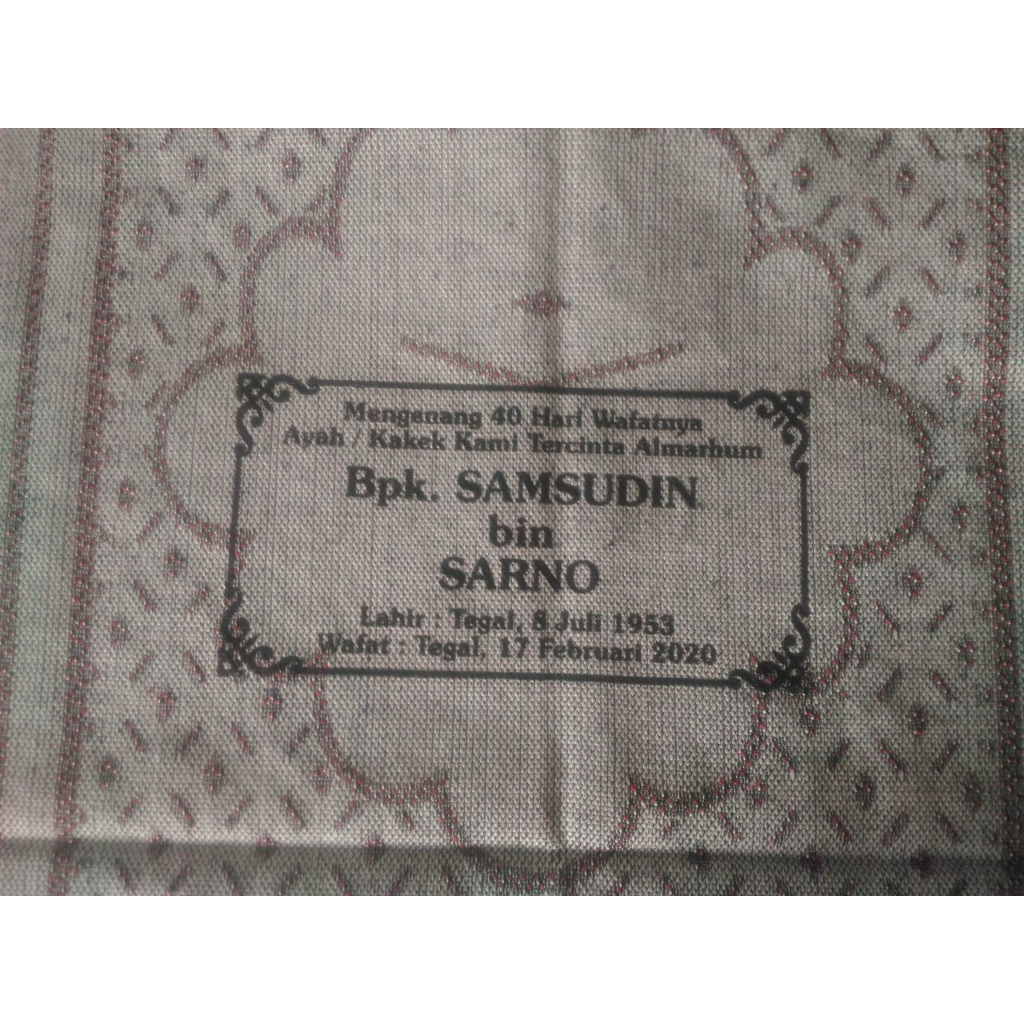 Mengenang 40 Hari Wafatnya
Ayah / Kakek Kami Tercinta Almarhum
Bpk. SAMSUDIN
bin
SARNO
Lahir : Tegal, 8 Juli 1953
Wafat : Tegal, 17 Februari 2020